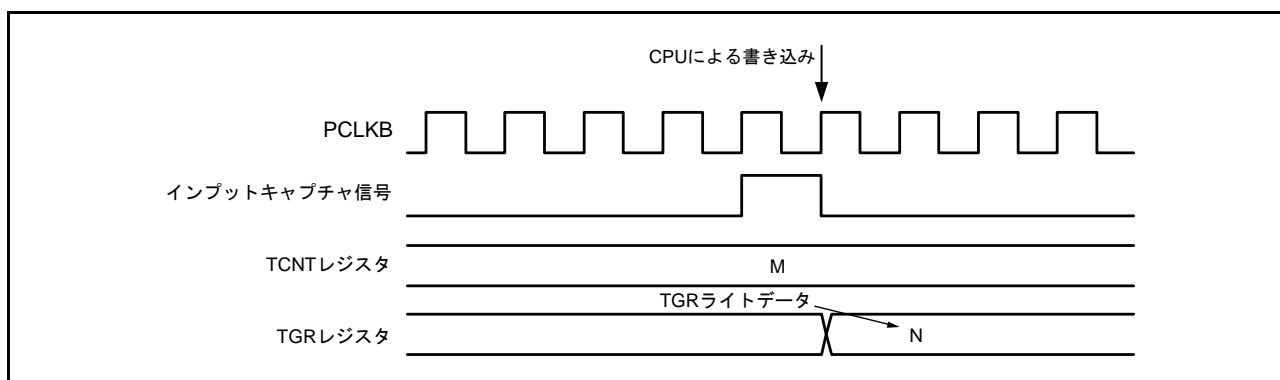 CPUによる書き込み
PCLKB
インプットキャプチャ信号
TCNTレジスタ
M
TGRライトデータ
TGRレジスタ
N